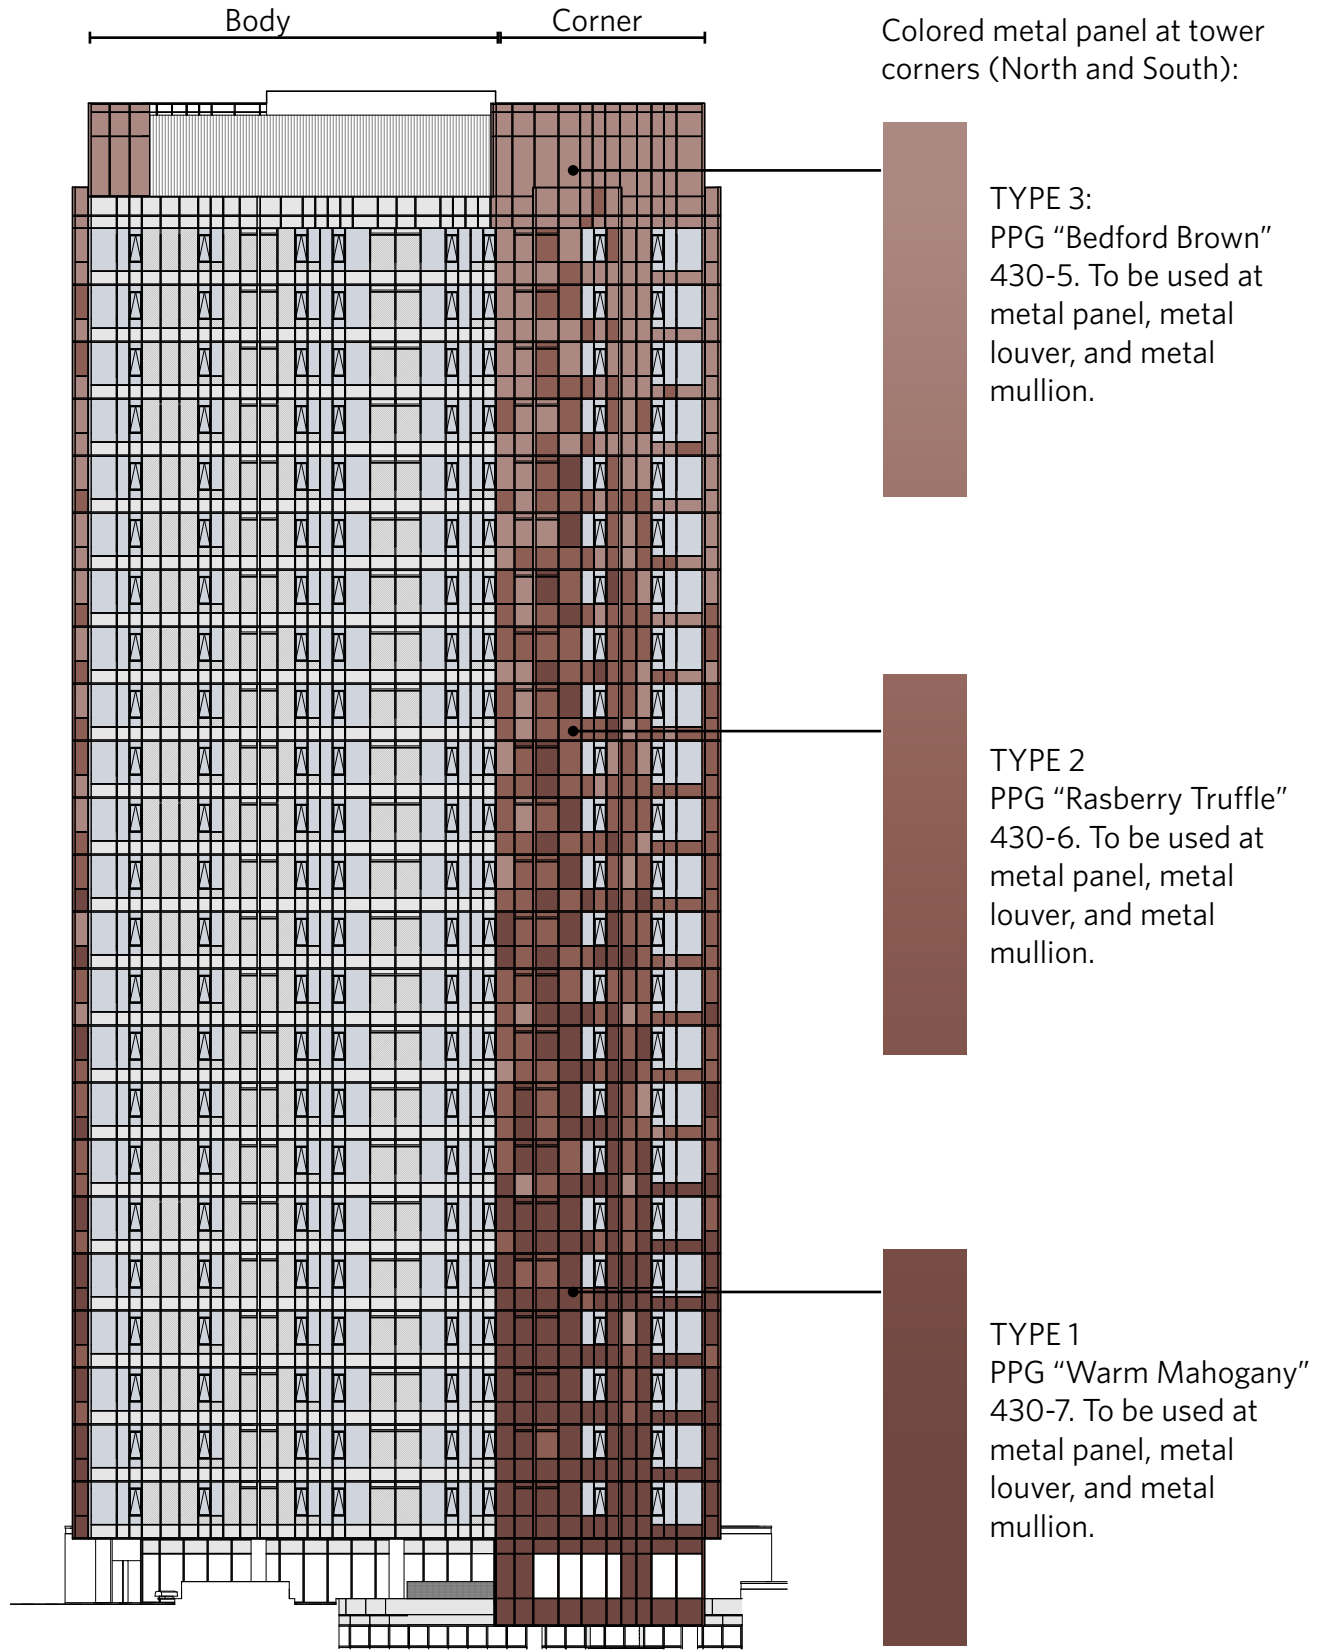 Body
Corner
Colored metal panel at tower
corners (North and South):
TYPE 3:
PPG “Bedford Brown”
430-5. To be used at
metal panel, metal
louver, and metal
mullion.
TYPE 2
PPG “Rasberry Truffle”
430-6. To be used at
metal panel, metal
louver, and metal
mullion.
TYPE 1
PPG “Warm Mahogany”
430-7. To be used at
metal panel, metal
louver, and metal
mullion.